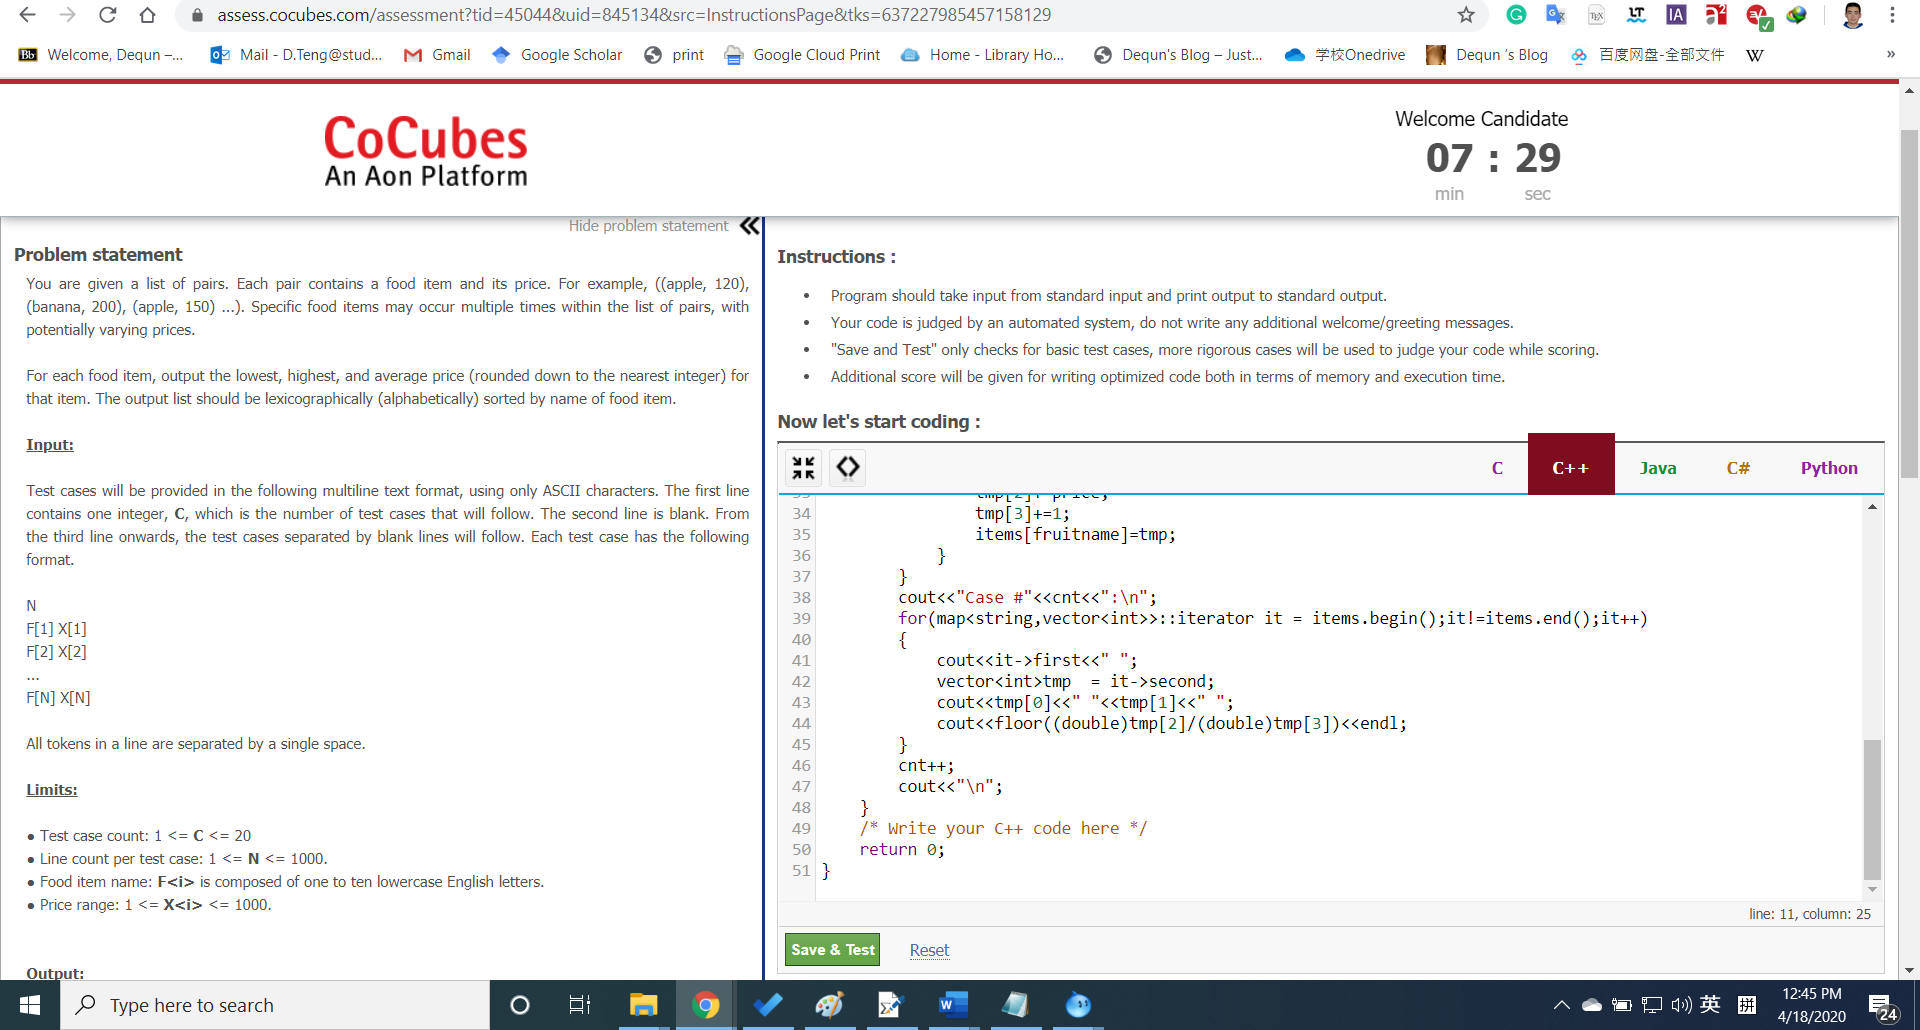 assess.cocubes.com/assessment?tid=45044&uid=845134&src=InstructionsPage&tks=637227985457158129
Bb Welcome, Dequn –... Mail - D.Teng@stud... Gmail Google Scholar print Google Cloud Print Home - Library Ho... Dequn's Blog – Just... 学校Onedrive Dequn 's Blog 百度网盘-全部文件 W »
CoCubes
An Aon Platform
Welcome Candidate
07 : 29
min sec
Hide problem statement
Problem statement
You are given a list of pairs. Each pair contains a food item and its price. For example, ((apple, 120),
(banana, 200), (apple, 150) ...). Specific food items may occur multiple times within the list of pairs, with
potentially varying prices.
For each food item, output the lowest, highest, and average price (rounded down to the nearest integer) for
that item. The output list should be lexicographically (alphabetically) sorted by name of food item.
Input:
Test cases will be provided in the following multiline text format, using only ASCII characters. The first line
contains one integer, C, which is the number of test cases that will follow. The second line is blank. From
the third line onwards, the test cases separated by blank lines will follow. Each test case has the following
format.
N
F[1] X[1]
F[2] X[2]
...
F[N] X[N]
All tokens in a line are separated by a single space.
Limits:
● Test case count: 1 <= C <= 20
● Line count per test case: 1 <= N <= 1000.
● Food item name: F<i> is composed of one to ten lowercase English letters.
● Price range: 1 <= X<i> <= 1000.
Output:
Instructions :
• Program should take input from standard input and print output to standard output.
• Your code is judged by an automated system, do not write any additional welcome/greeting messages.
• "Save and Test" only checks for basic test cases, more rigorous cases will be used to judge your code while scoring.
• Additional score will be given for writing optimized code both in terms of memory and execution time.
Now let's start coding :
C C++ Java C# Python
34 tmp[3]+=1;
35 items[fruitname]=tmp;
36 }
37 }
38 cout<<"Case #"<<cnt<<":\n";
39 for(map<string,vector<int>>::iterator it = items.begin();it!=items.end();it++)
40 {
41 cout<<it->first<<" ";
42 vector<int>tmp  = it->second;
43 cout<<tmp[0]<<" "<<tmp[1]<<" ";
44 cout<<floor((double)tmp[2]/(double)tmp[3])<<endl;
45 }
46 cnt++;
47 cout<<"\n";
48 }
49 /* Write your C++ code here */
50 return 0;
51 }
line: 11, column: 25
Save & Test Reset
Type here to search
英 拼
12:45 PM
4/18/2020
24